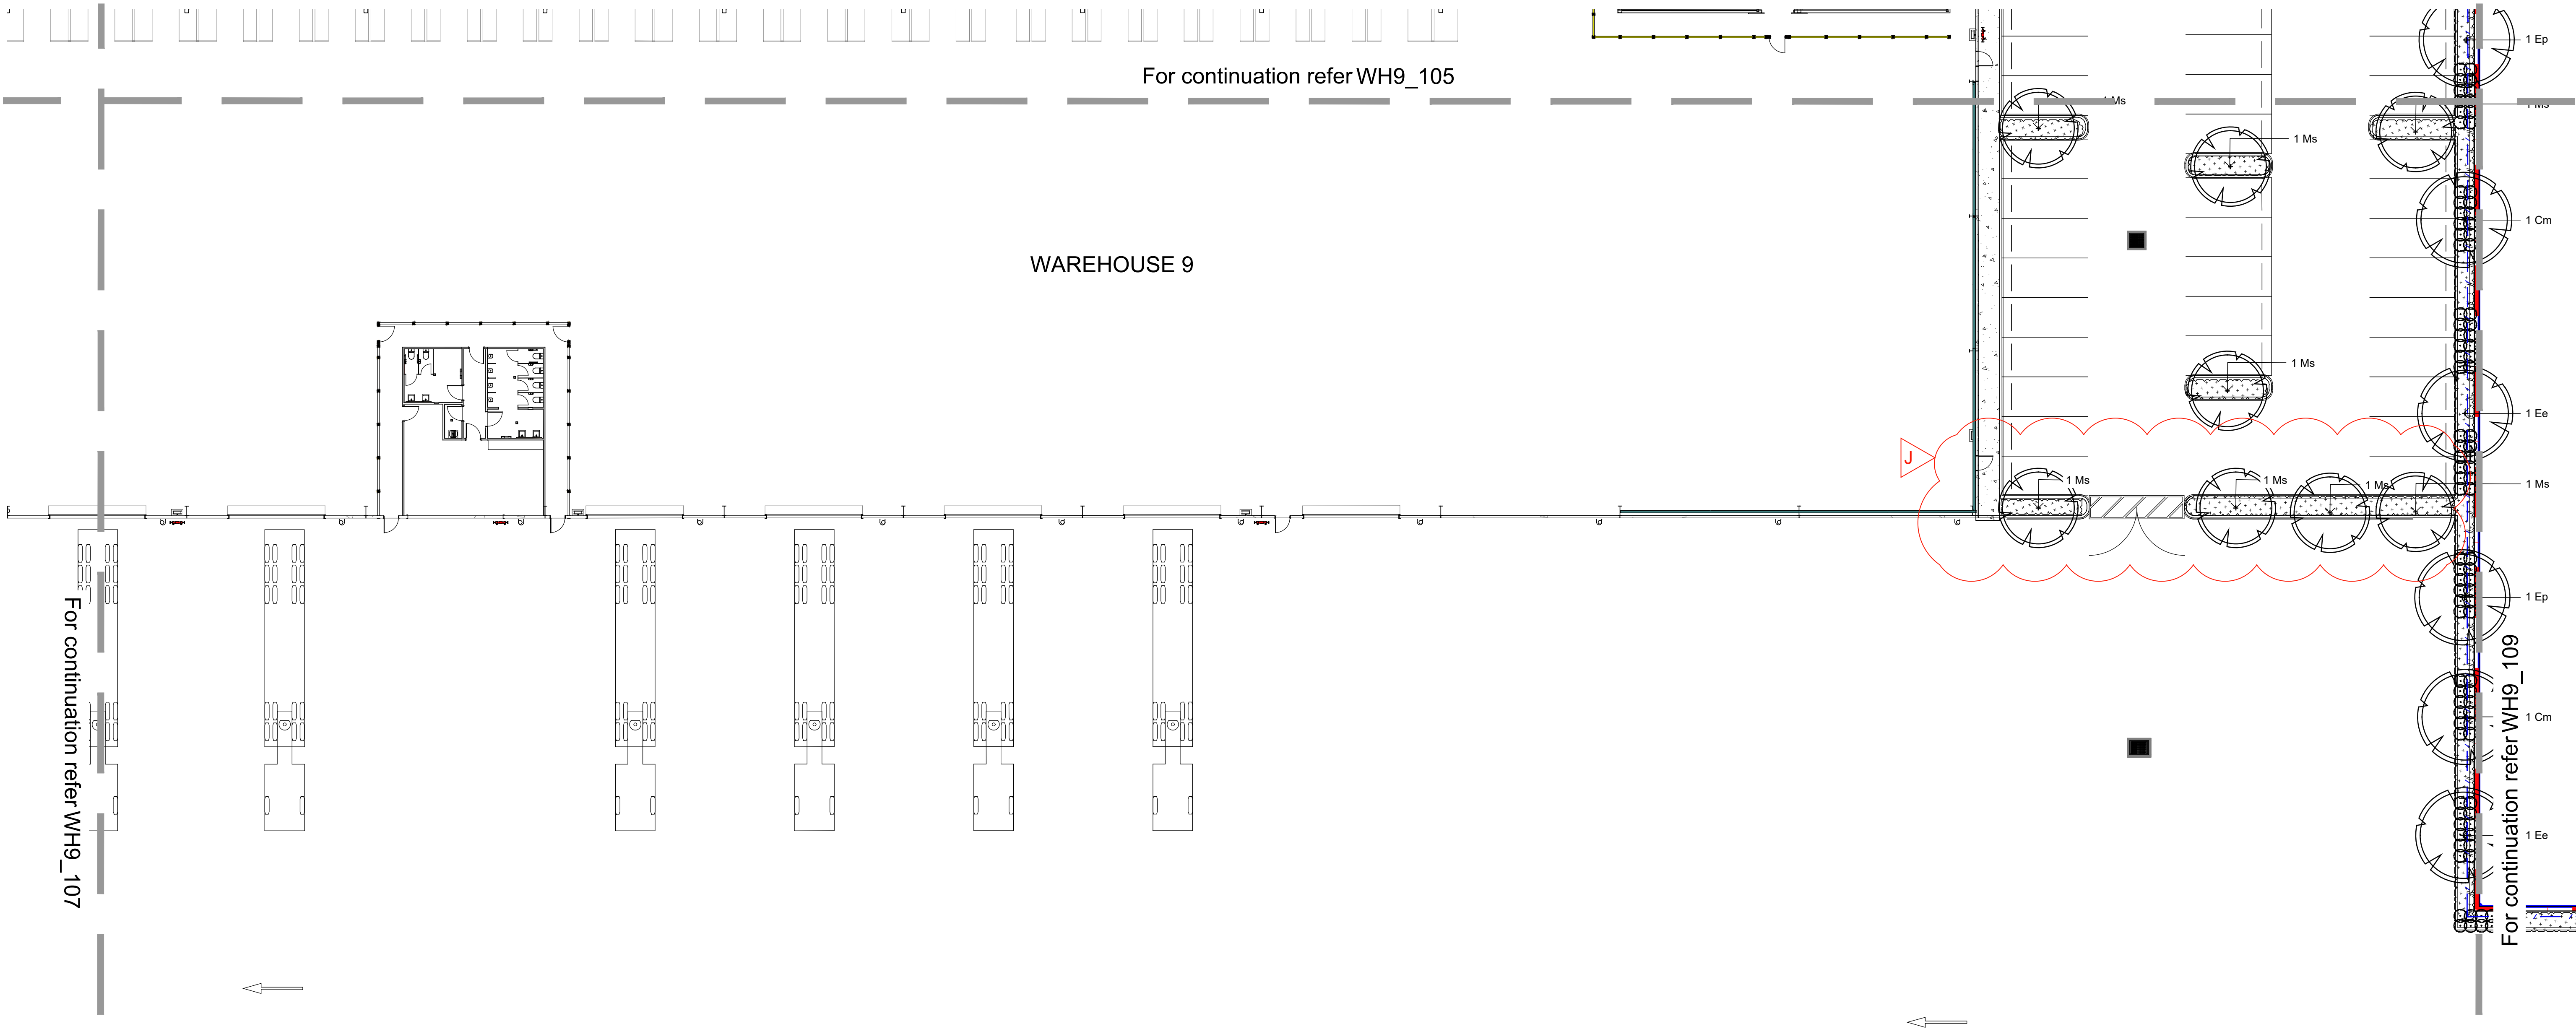 1 Ep
For continuation refer WH9_105
1 Ms
1 Ms
1 Ms
1 Cm
WAREHOUSE 9
1 Ms
1 Ee
J
1 Ms
1 Ms
1 Ms
1 Ms
1 Ep
For continuation refer WH9_107
For continuation refer WH9_109
1 Cm
1 Ee